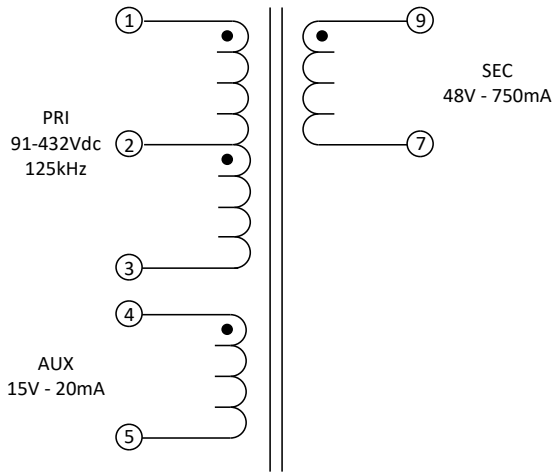 1
9
PRI
91-432Vdc
125kHz
2
SEC
48V - 750mA
7
3
4
AUX
15V - 20mA
5